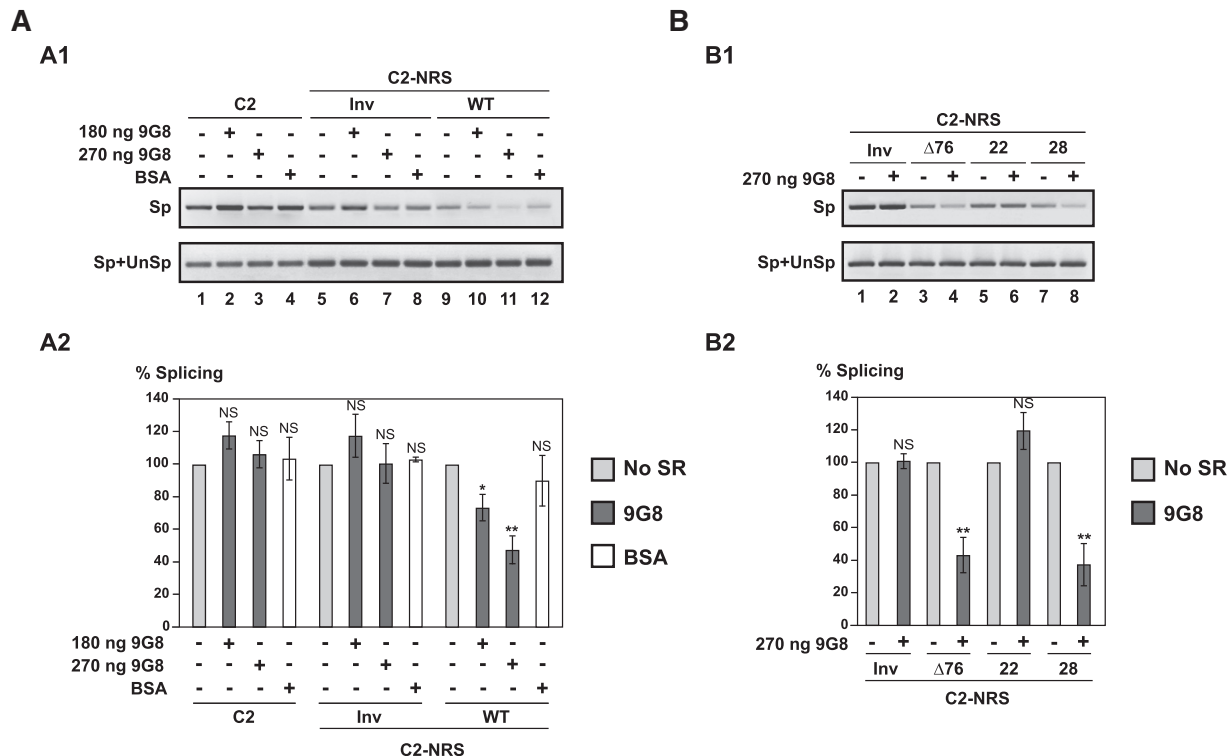 A
A1
C2-NRS
C2 Inv WT
180 ng 9G8 - + - - - + - - - + - -
270 ng 9G8 - - + - - - + - - - + -
BSA - - - + - - - + - - - +
Sp
Sp+UnSp
1 2 3 4 5 6 7 8 9 10 11 12
A2
% Splicing
140
120
100
80
60
40
20
0
NS NS NS NS NS NS * ** NS
180 ng 9G8 - + - - - + - - - + - -
270 ng 9G8 - - + - - - + - - - + -
BSA - - - + - - - + - - - +
C2 Inv WT
C2-NRS
No SR
9G8
BSA
B
B1
C2-NRS
Inv Δ76 22 28
270 ng 9G8 - + - + - + - +
Sp
Sp+UnSp
1 2 3 4 5 6 7 8
B2
% Splicing
140
120
100
80
60
40
20
0
NS ** NS **
270 ng 9G8 - + - + - + - +
Inv Δ76 22 28
C2-NRS
No SR
9G8